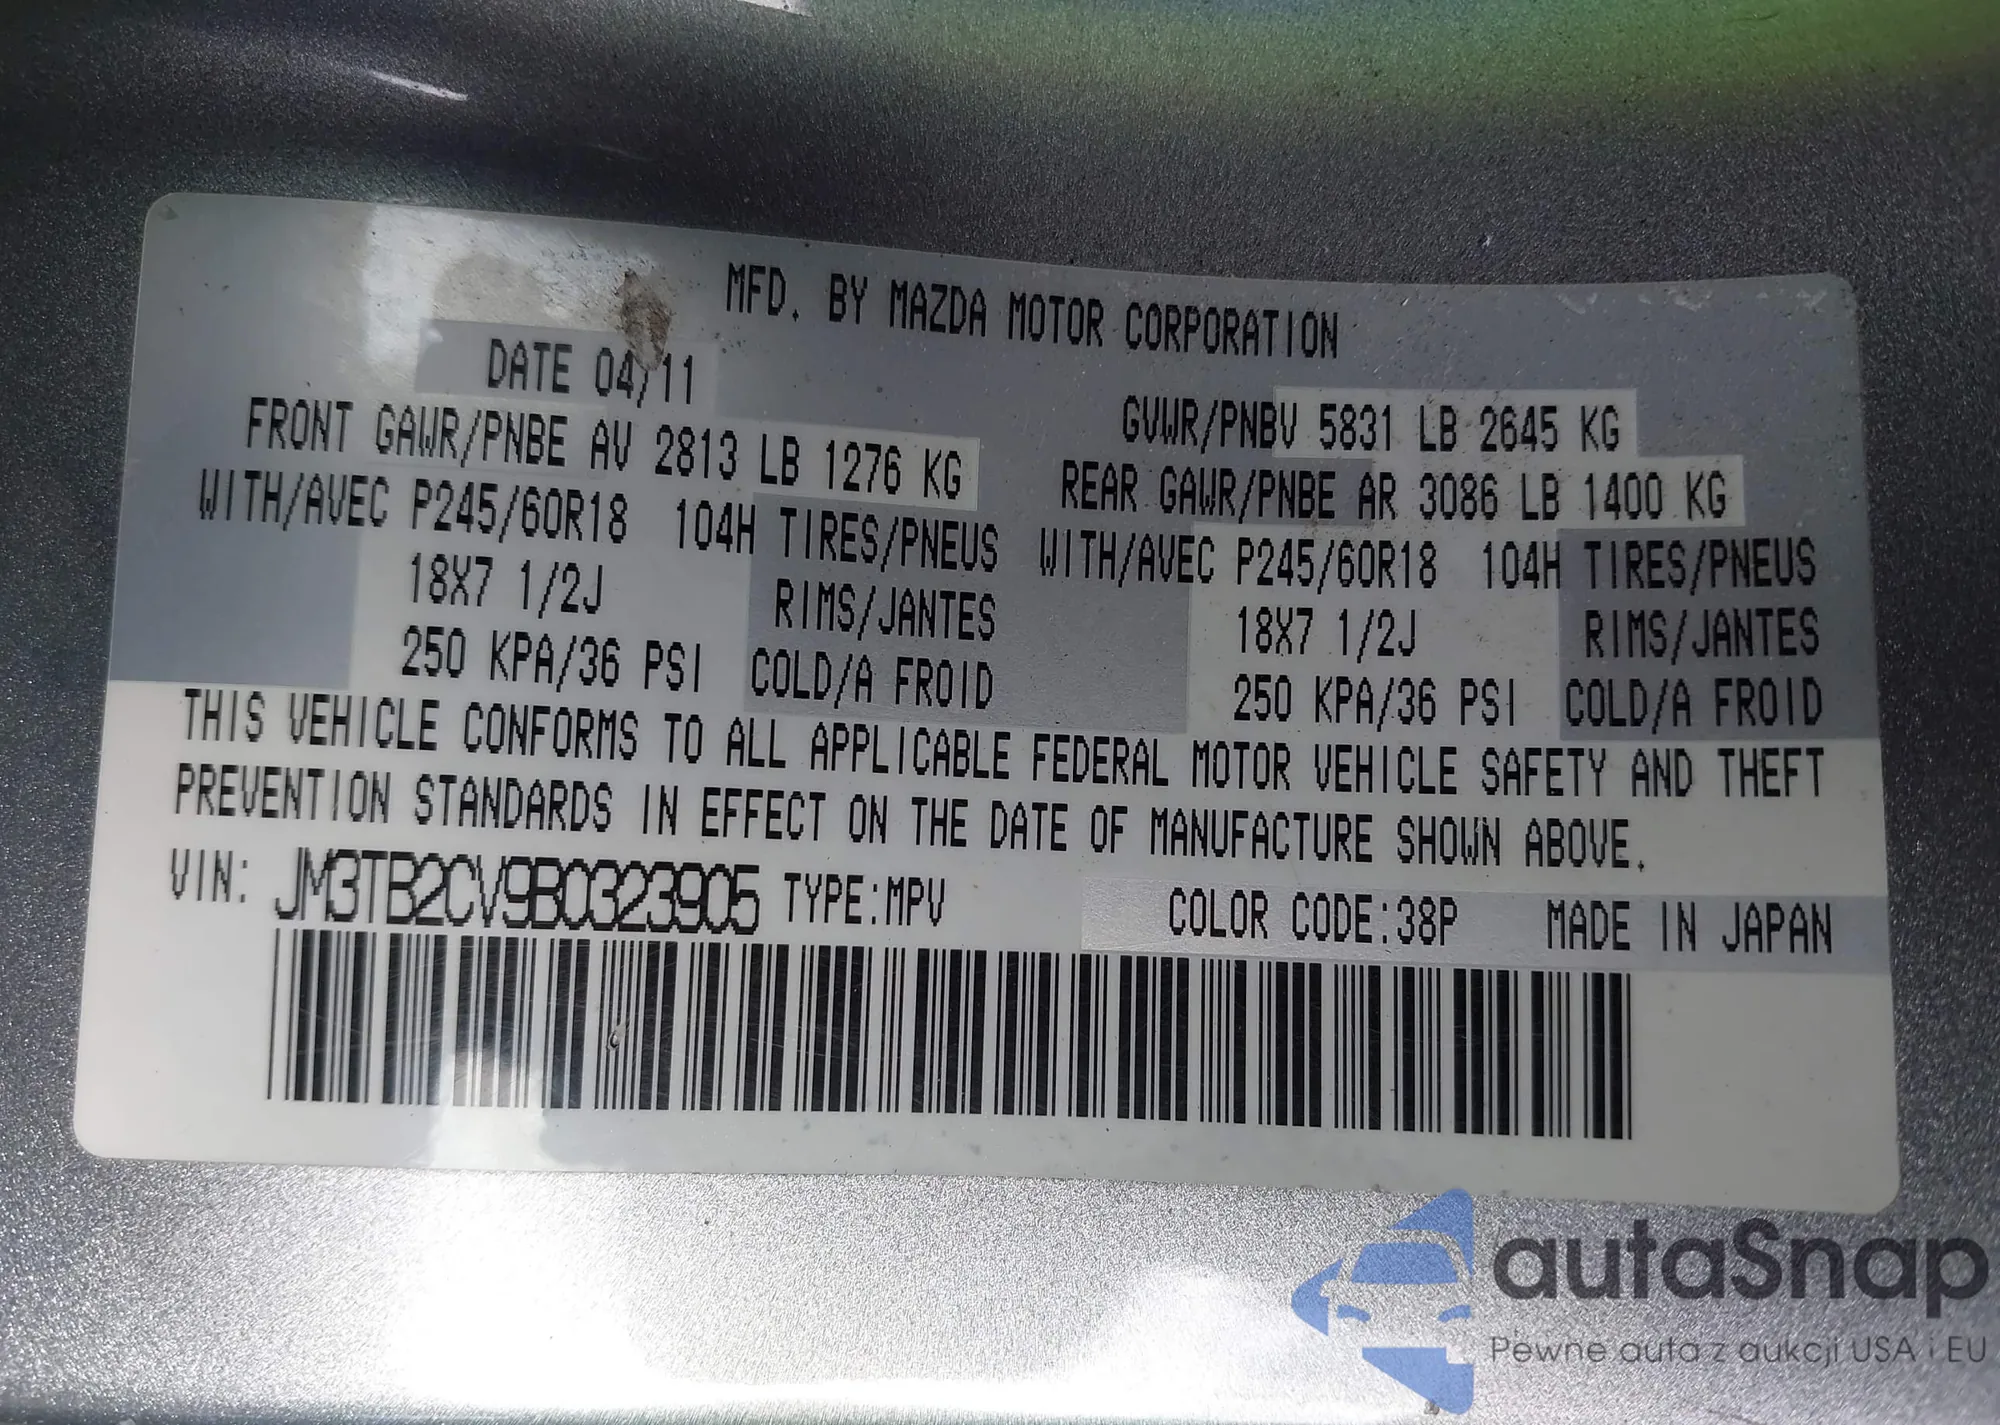 MFD. BY MAZDA MOTOR CORPORATION
DATE 04/11
GVWR/PNBV 5831 LB 2645 KG
FRONT GAWR/PNBE AV 2813 LB 1276 KG
REAR GAWR/PNBE AR 3086 LB 1400 KG
WITH/AVEC P245/60R18 104H TIRES/PNEUS
WITH/AVEC P245/60R18 104H TIRES/PNEUS
18X7 1/2J RIMS/JANTES
18X7 1/2J RIMS/JANTES
250 KPA/36 PSI COLD/A FROID
250 KPA/36 PSI COLD/A FROID
THIS VEHICLE CONFORMS TO ALL APPLICABLE FEDERAL MOTOR VEHICLE SAFETY AND THEFT
PREVENTION STANDARDS IN EFFECT ON THE DATE OF MANUFACTURE SHOWN ABOVE.
VIN: JM3TB2CV9B0323905 TYPE:MPV COLOR CODE:38P MADE IN JAPAN
autaSnap
Pewne auta z aukcji USA i EU